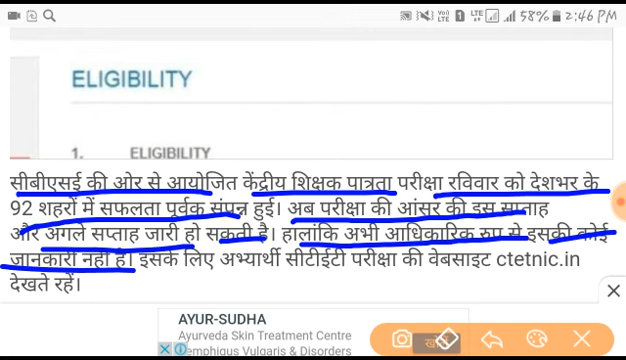 58% 2:46 PM
ELIGIBILITY
1. ELIGIBILITY
सीबीएसई की ओर से आयोजित केंद्रीय शिक्षक पात्रता परीक्षा रविवार को देशभर के
92 शहरों में सफलता पूर्वक संपन्न हुई। अब परीक्षा की आंसर की इस सप्ताह
और अगले सप्ताह जारी हो सकती है। हालांकि अभी आधिकारिक रुप से इसकी कोई
जानकारी नहीं है। इसके लिए अभ्यार्थी सीटीईटी परीक्षा की वेबसाइट ctetnic.in
देखते रहें।
AYUR-SUDHA
Ayurveda Skin Treatment Centre
Pemphigus Vulgaris & Disorders